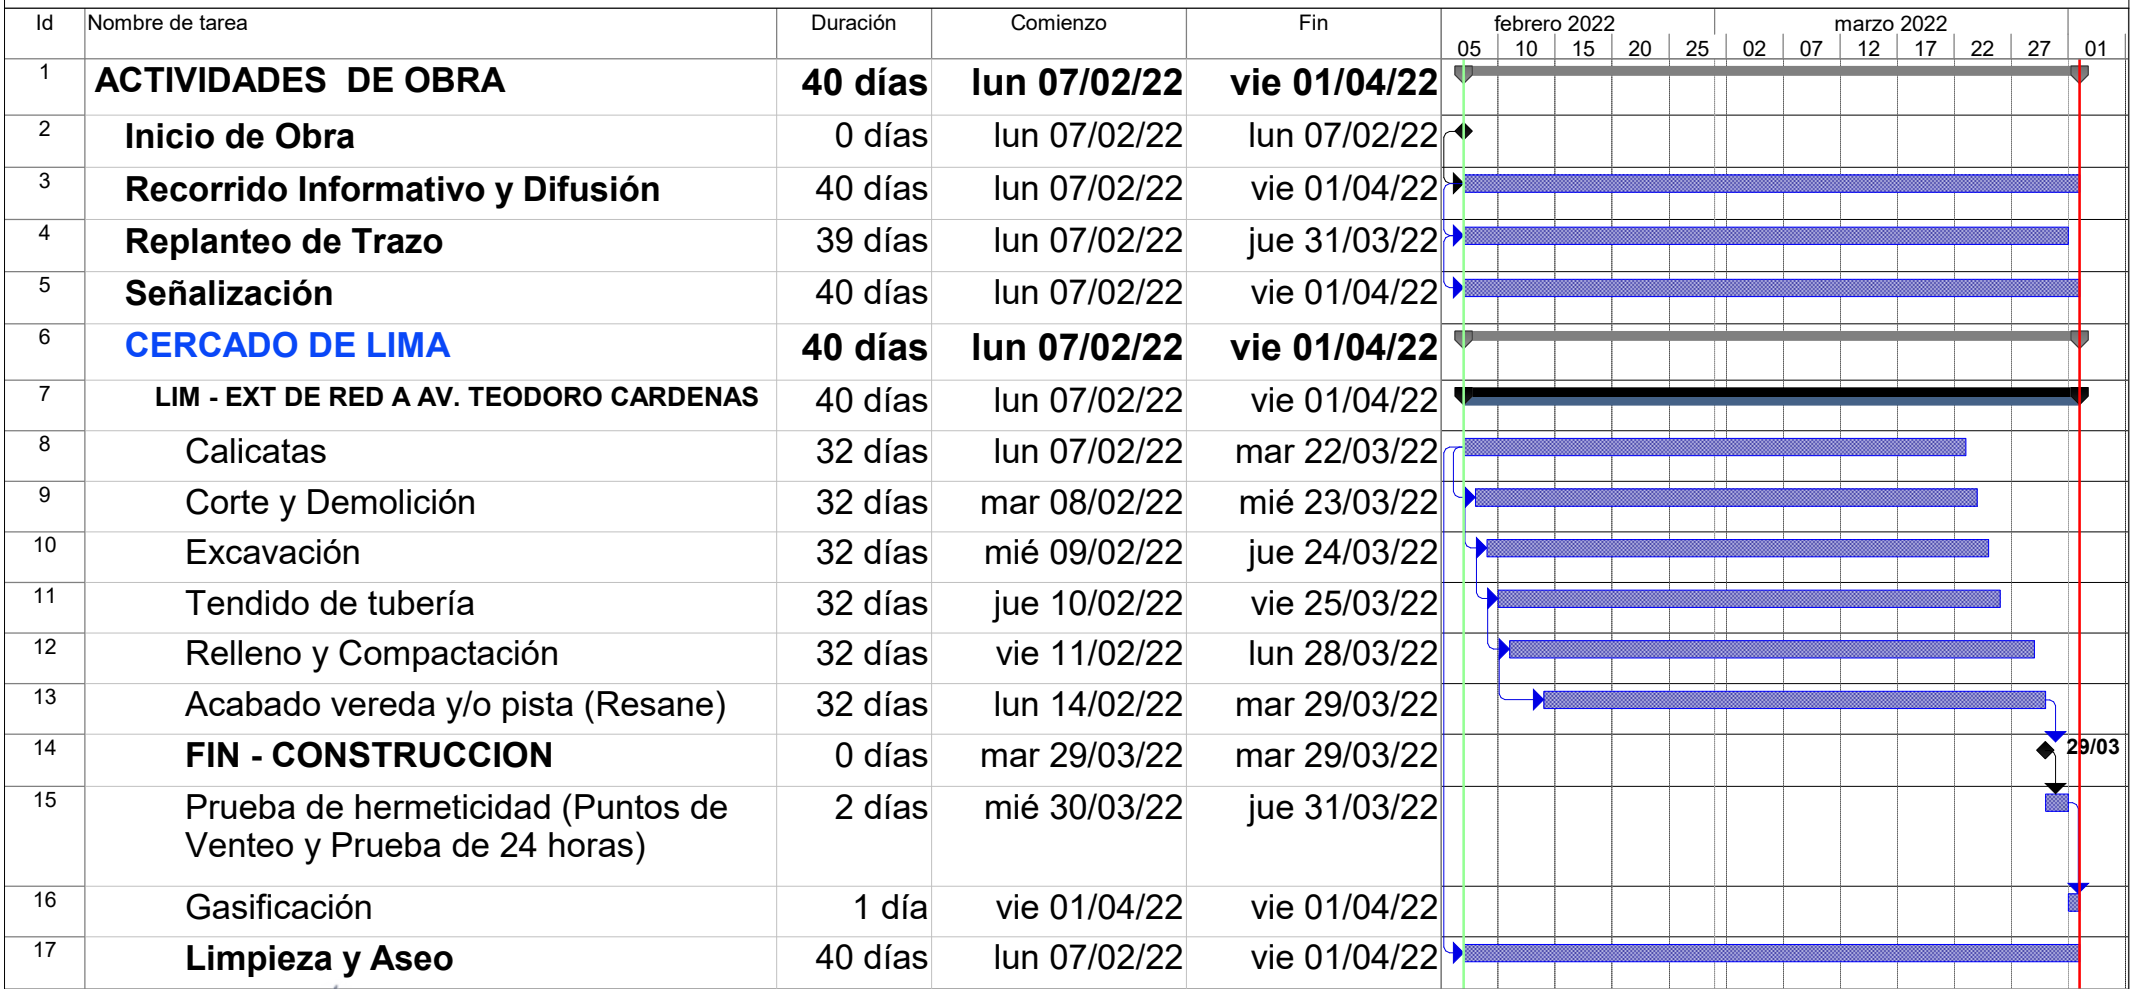 Id Nombre de tarea Duración Comienzo Fin febrero 2022 marzo 2022
05 10 15 20 25 02 07 12 17 22 27 01
1 ACTIVIDADES DE OBRA 40 días lun 07/02/22 vie 01/04/22
2 Inicio de Obra 0 días lun 07/02/22 lun 07/02/22
3 Recorrido Informativo y Difusión 40 días lun 07/02/22 vie 01/04/22
4 Replanteo de Trazo 39 días lun 07/02/22 jue 31/03/22
5 Señalización 40 días lun 07/02/22 vie 01/04/22
6 CERCADO DE LIMA 40 días lun 07/02/22 vie 01/04/22
7 LIM - EXT DE RED A AV. TEODORO CARDENAS 40 días lun 07/02/22 vie 01/04/22
8 Calicatas 32 días lun 07/02/22 mar 22/03/22
9 Corte y Demolición 32 días mar 08/02/22 mié 23/03/22
10 Excavación 32 días mié 09/02/22 jue 24/03/22
11 Tendido de tubería 32 días jue 10/02/22 vie 25/03/22
12 Relleno y Compactación 32 días vie 11/02/22 lun 28/03/22
13 Acabado vereda y/o pista (Resane) 32 días lun 14/02/22 mar 29/03/22
14 FIN - CONSTRUCCION 0 días mar 29/03/22 mar 29/03/22 29/03
15 Prueba de hermeticidad (Puntos de 2 días mié 30/03/22 jue 31/03/22
Venteo y Prueba de 24 horas)
16 Gasificación 1 día vie 01/04/22 vie 01/04/22
17 Limpieza y Aseo 40 días lun 07/02/22 vie 01/04/22